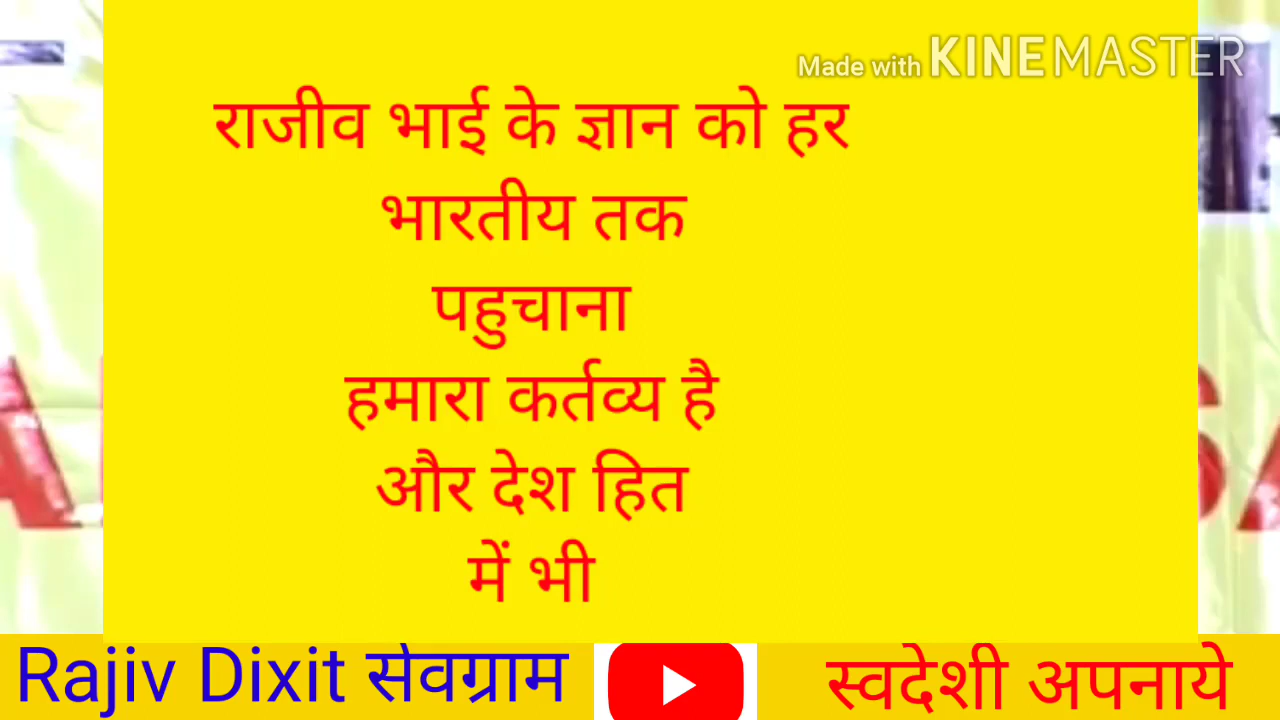 Made with KINEMASTER
राजीव भाई के ज्ञान को हर
भारतीय तक
पहुचाना
हमारा कर्तव्य है
और देश हित
में भी
Rajiv Dixit सेवग्राम
स्वदेशी अपनाये